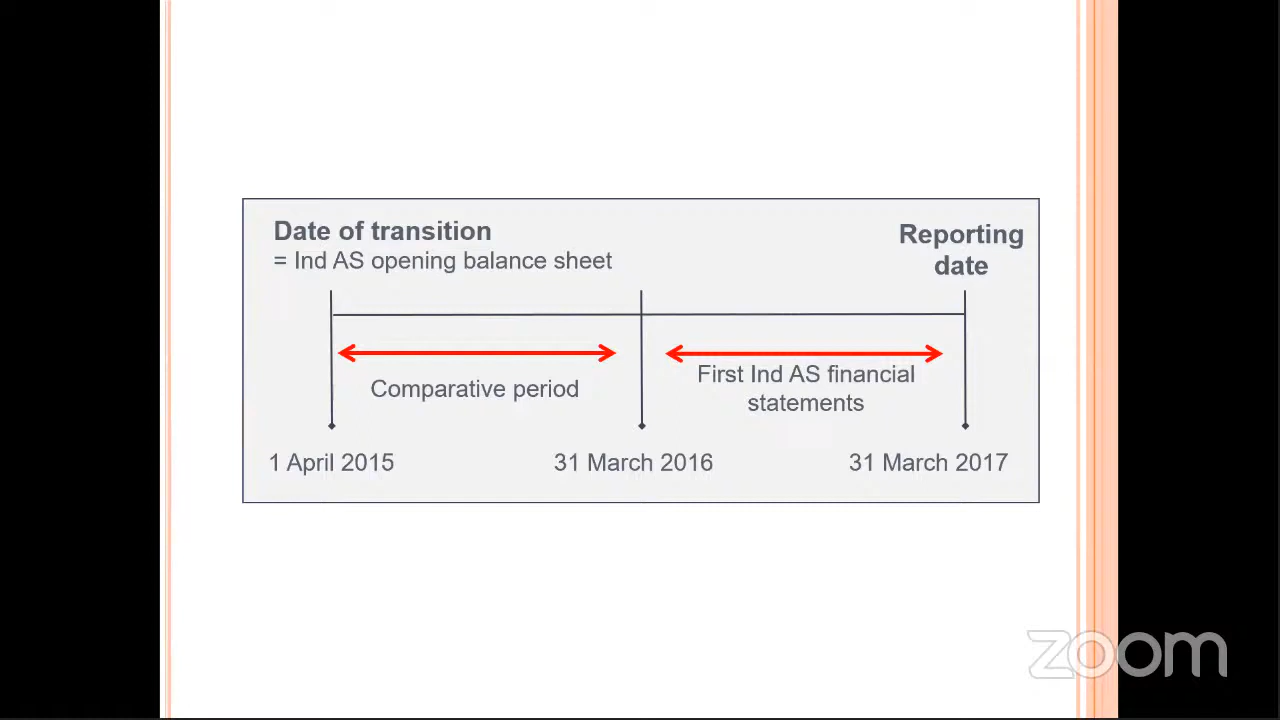 Date of transition
= Ind AS opening balance sheet
Reporting
date
Comparative period
First Ind AS financial
statements
1 April 2015
31 March 2016
31 March 2017
zoom